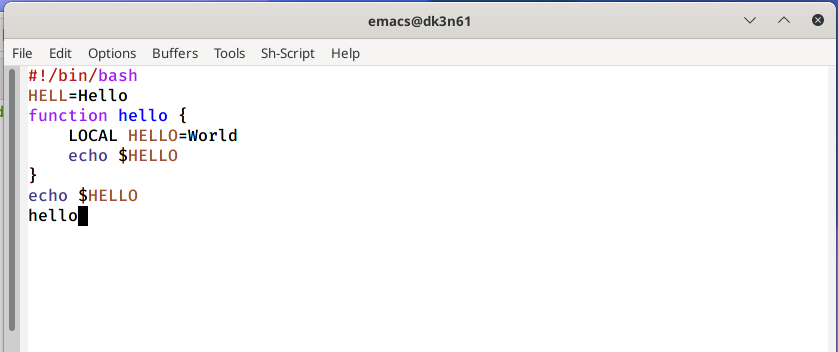 emacs@dk3n61
File Edit Options Buffers Tools Sh-Script Help
#!/bin/bash
HELL=Hello
function hello {
    LOCAL HELLO=World
    echo $HELLO
}
echo $HELLO
hello